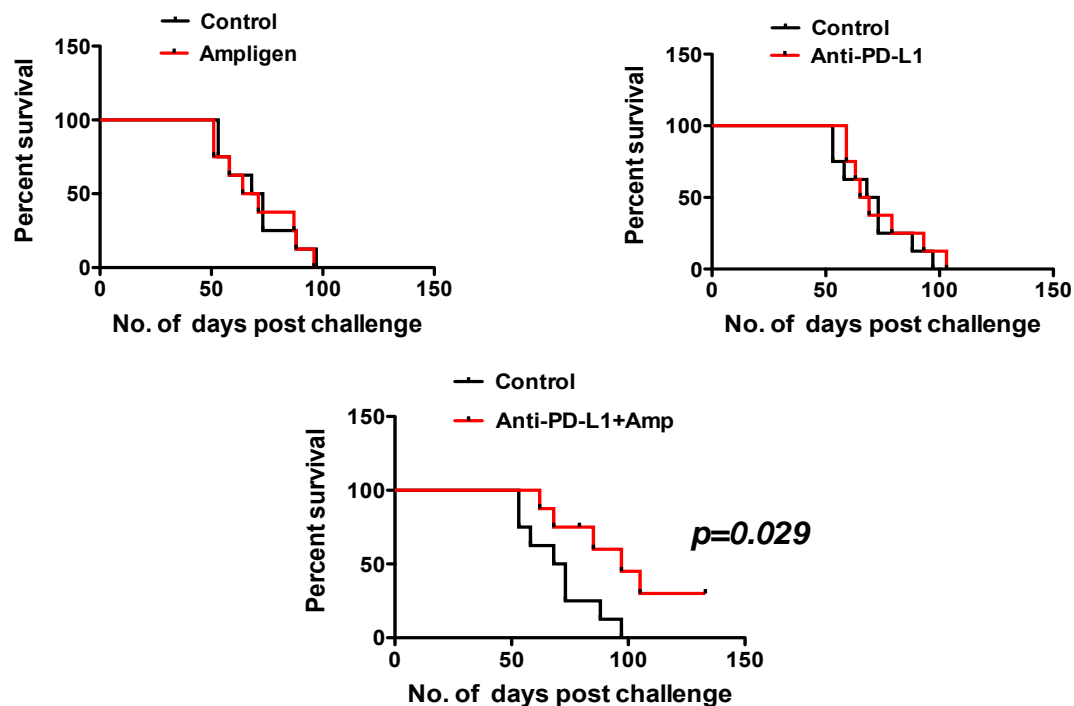 Control
Ampligen
150
100
50
0
Percent survival
0 50 100 150
No. of days post challenge
Control
Anti-PD-L1
150
100
50
0
Percent survival
0 50 100 150
No. of days post challenge
Control
Anti-PD-L1+Amp
150
100
50
0
Percent survival
p=0.029
0 50 100 150
No. of days post challenge